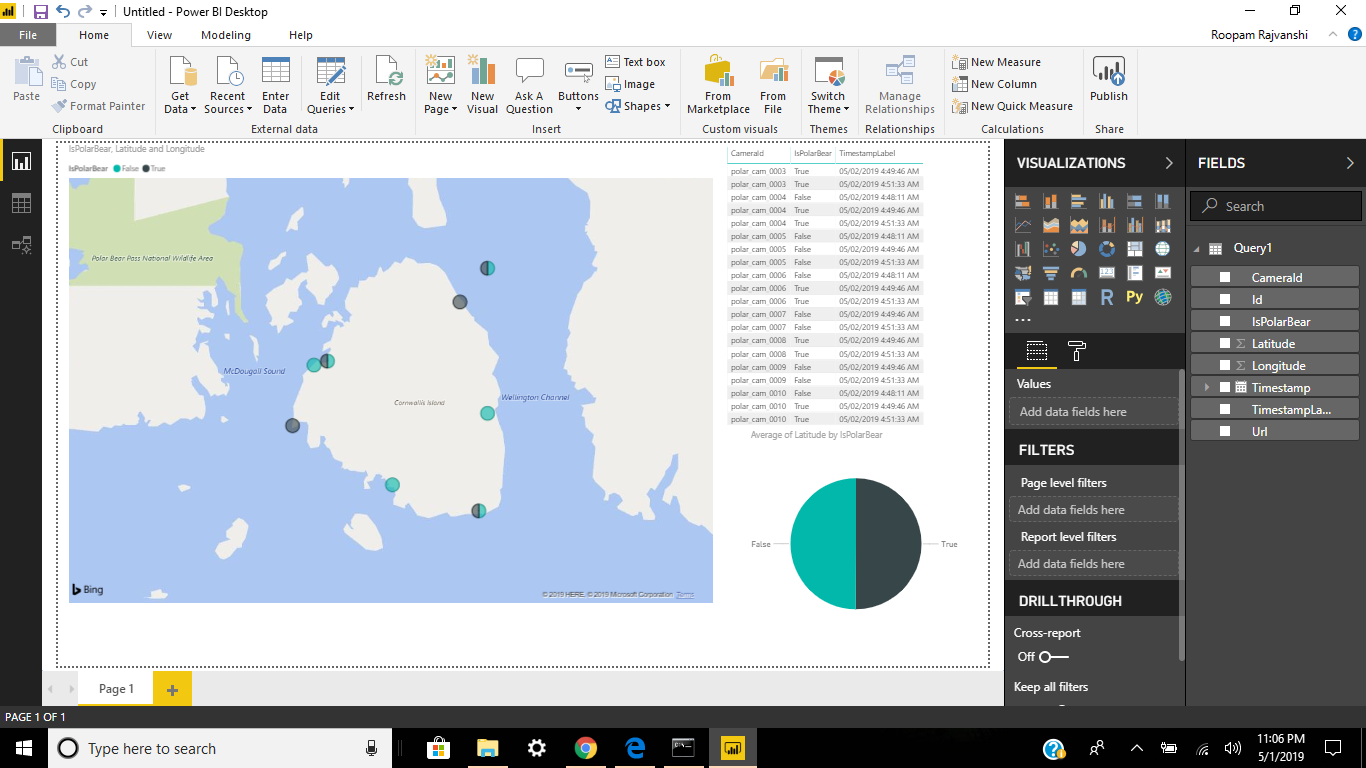 Untitled - Power BI Desktop
File Home View Modeling Help
Roopam Rajvanshi
Paste
Cut
Copy
Format Painter
Clipboard
Get Data
Recent Sources
Enter Data
Edit Queries
Refresh
External data
New Page
New Visual
Ask A Question
Buttons
Text box
Image
Shapes
Insert
From Marketplace
From File
Custom visuals
Switch Theme
Themes
Manage Relationships
Relationships
New Measure
New Column
New Quick Measure
Calculations
Publish
Share
IsPolarBear, Latitude and Longitude
IsPolarBear False True
Polar Bear Pass National Wildlife Area
McDougall Sound
Cornwallis Island
Wellington Channel
Bing
© 2019 HERE, © 2019 Microsoft Corporation Terms
CameraId IsPolarBear TimestampLabel
polar_cam_0003 True 05/02/2019 4:49:46 AM
polar_cam_0003 True 05/02/2019 4:51:33 AM
polar_cam_0004 False 05/02/2019 4:48:11 AM
polar_cam_0004 True 05/02/2019 4:49:46 AM
polar_cam_0004 True 05/02/2019 4:51:33 AM
polar_cam_0005 False 05/02/2019 4:48:11 AM
polar_cam_0005 False 05/02/2019 4:49:46 AM
polar_cam_0005 False 05/02/2019 4:51:33 AM
polar_cam_0006 False 05/02/2019 4:48:11 AM
polar_cam_0006 True 05/02/2019 4:49:46 AM
polar_cam_0006 True 05/02/2019 4:51:33 AM
polar_cam_0007 False 05/02/2019 4:49:46 AM
polar_cam_0007 False 05/02/2019 4:51:33 AM
polar_cam_0008 True 05/02/2019 4:49:46 AM
polar_cam_0008 True 05/02/2019 4:51:33 AM
polar_cam_0009 False 05/02/2019 4:49:46 AM
polar_cam_0009 False 05/02/2019 4:51:33 AM
polar_cam_0010 False 05/02/2019 4:48:11 AM
polar_cam_0010 True 05/02/2019 4:49:46 AM
polar_cam_0010 True 05/02/2019 4:51:33 AM
Average of Latitude by IsPolarBear
False
True
VISUALIZATIONS
R Py
Values
Add data fields here
FILTERS
Page level filters
Add data fields here
Report level filters
Add data fields here
DRILLTHROUGH
Cross-report
Off
Keep all filters
FIELDS
Search
Query1
CameraId
Id
IsPolarBear
Σ Latitude
Σ Longitude
Timestamp
TimestampLa...
Url
Page 1
PAGE 1 OF 1
Type here to search
11:06 PM
5/1/2019